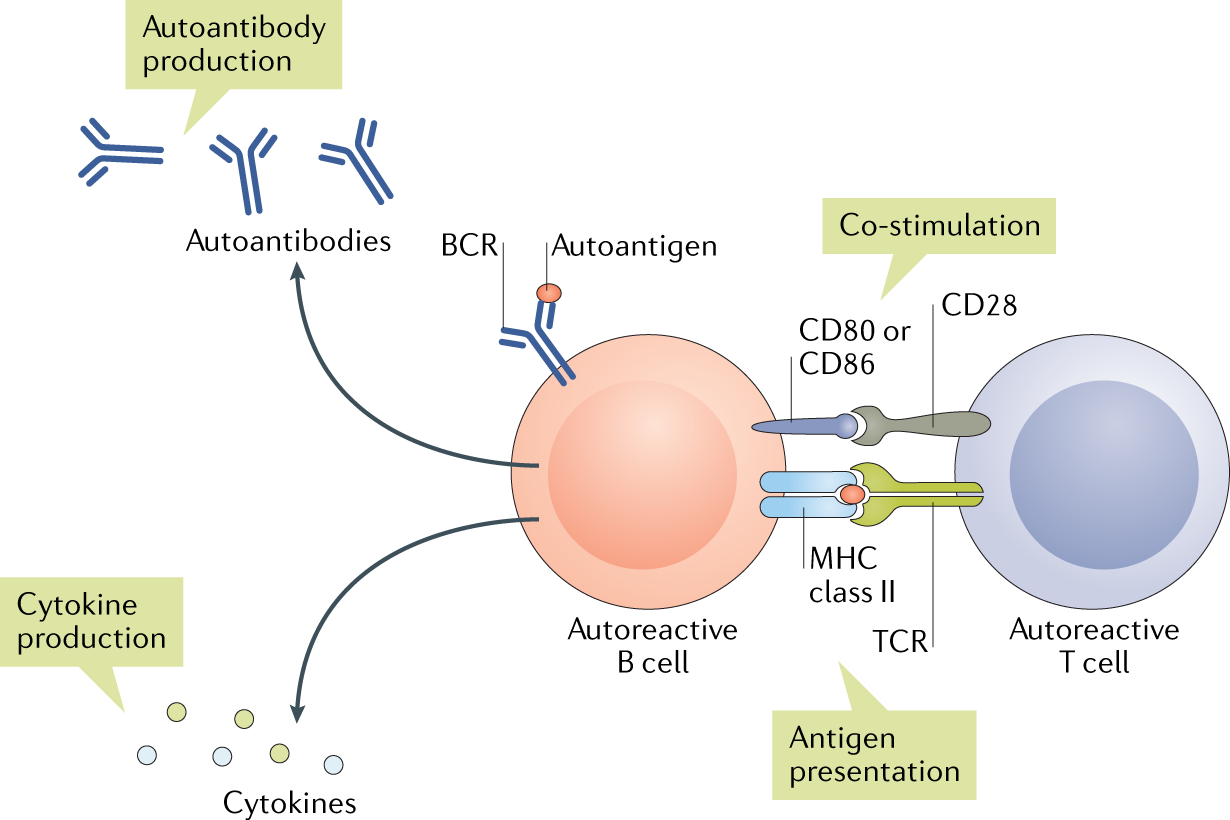 Autoantibody
production
Autoantibodies
BCR
Autoantigen
Co-stimulation
CD80 or
CD86
CD28
MHC
class II
TCR
Autoreactive
B cell
Autoreactive
T cell
Cytokine
production
Antigen
presentation
Cytokines